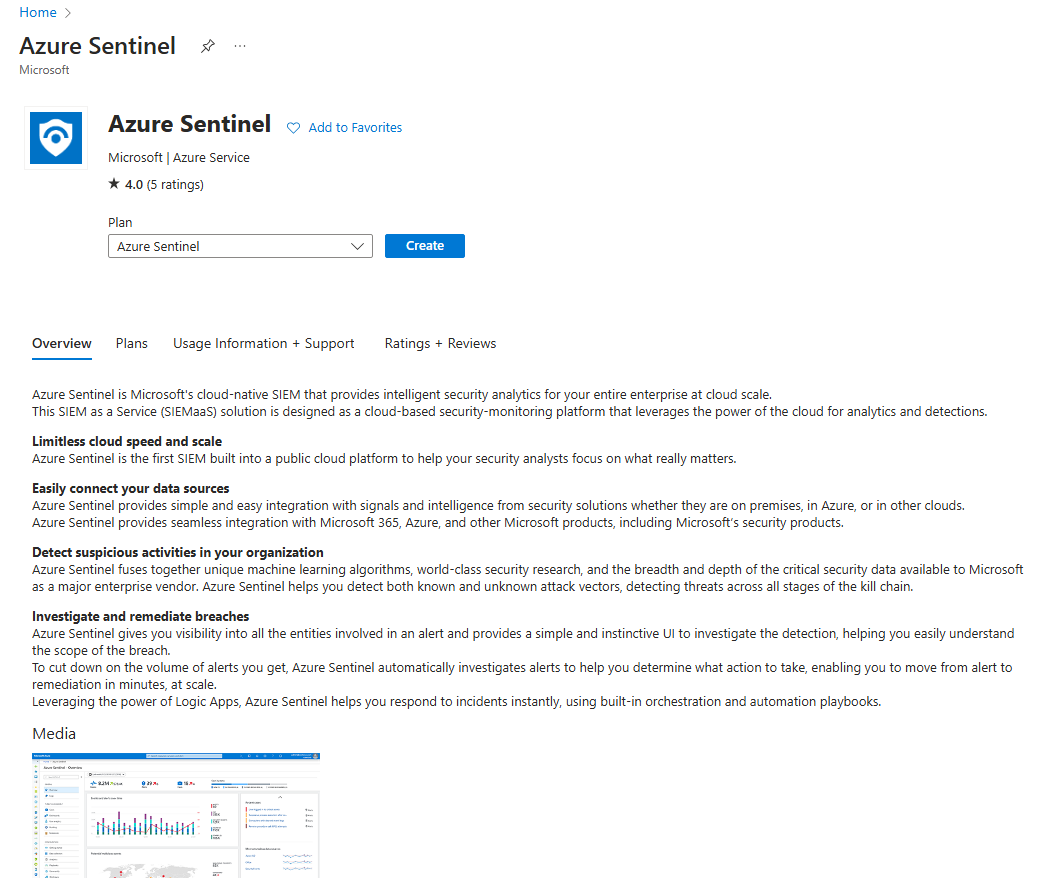 Home
Azure Sentinel
Microsoft
Azure Sentinel
Add to Favorites
Microsoft | Azure Service
4.0 (5 ratings)
Plan
Azure Sentinel
Create
Overview
Plans
Usage Information + Support
Ratings + Reviews
Azure Sentinel is Microsoft's cloud-native SIEM that provides intelligent security analytics for your entire enterprise at cloud scale.
This SIEM as a Service (SIEMaaS) solution is designed as a cloud-based security-monitoring platform that leverages the power of the cloud for analytics and detections.
Limitless cloud speed and scale
Azure Sentinel is the first SIEM built into a public cloud platform to help your security analysts focus on what really matters.
Easily connect your data sources
Azure Sentinel provides simple and easy integration with signals and intelligence from security solutions whether they are on premises, in Azure, or in other clouds.
Azure Sentinel provides seamless integration with Microsoft 365, Azure, and other Microsoft products, including Microsoft’s security products.
Detect suspicious activities in your organization
Azure Sentinel fuses together unique machine learning algorithms, world-class security research, and the breadth and depth of the critical security data available to Microsoft
as a major enterprise vendor. Azure Sentinel helps you detect both known and unknown attack vectors, detecting threats across all stages of the kill chain.
Investigate and remediate breaches
Azure Sentinel gives you visibility into all the entities involved in an alert and provides a simple and instinctive UI to investigate the detection, helping you easily understand
the scope of the breach.
To cut down on the volume of alerts you get, Azure Sentinel automatically investigates alerts to help you determine what action to take, enabling you to move from alert to
remediation in minutes, at scale.
Leveraging the power of Logic Apps, Azure Sentinel helps you respond to incidents instantly, using built-in orchestration and automation playbooks.
Media